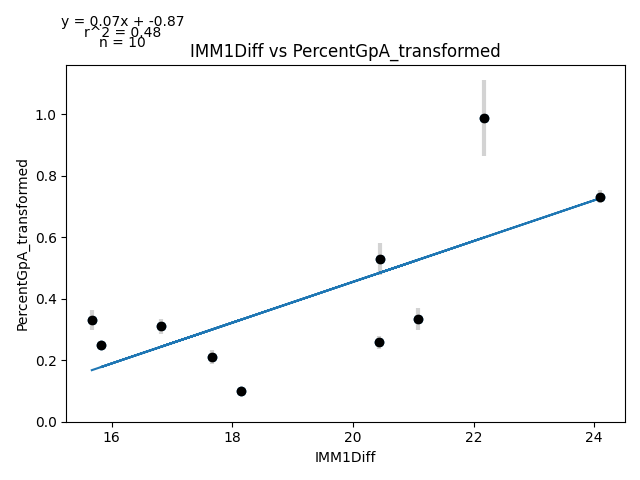 y = 0.07x + -0.87
r^2 = 0.48
n = 10
IMM1Diff vs PercentGpA_transformed
PercentGpA_transformed
1.0
0.8
0.6
0.4
0.2
0.0
16 18 20 22 24
IMM1Diff